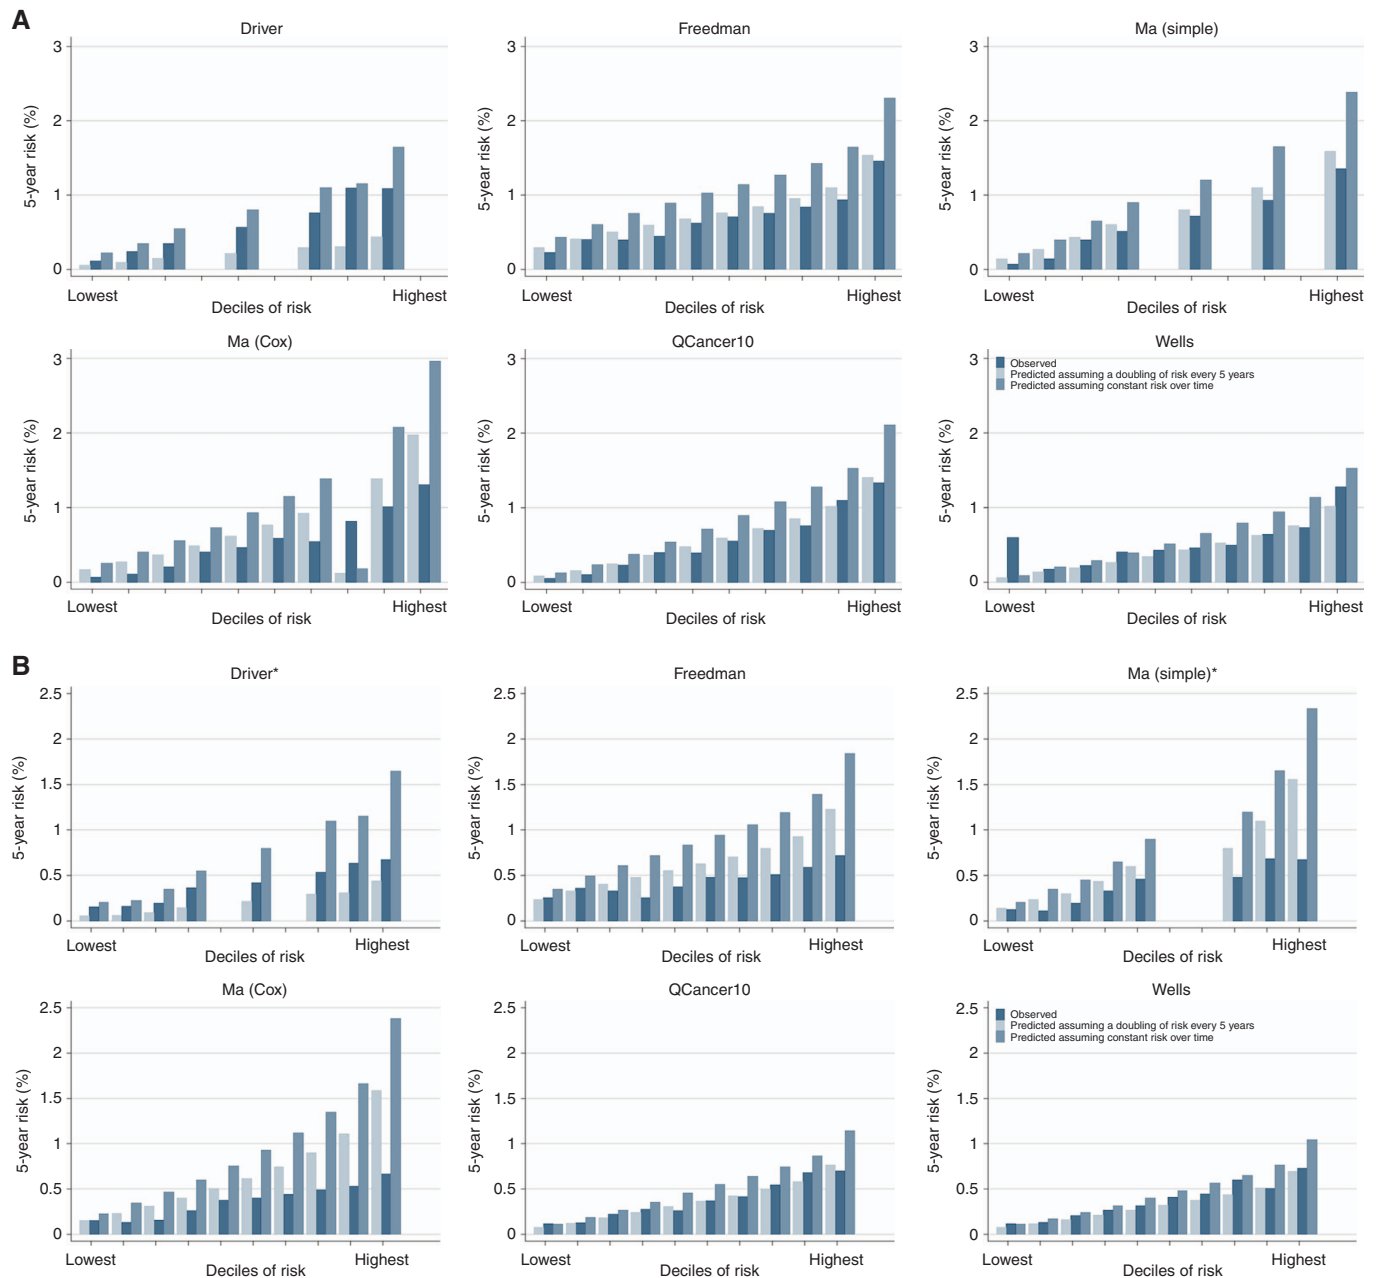 A
Driver
3
2
1
0
5-year risk (%)
Lowest
Highest
Deciles of risk
Freedman
3
2
1
0
5-year risk (%)
Lowest
Highest
Deciles of risk
Ma (simple)
3
2
1
0
5-year risk (%)
Lowest
Highest
Deciles of risk
Ma (Cox)
3
2
1
0
5-year risk (%)
Lowest
Highest
Deciles of risk
QCancer10
3
2
1
0
5-year risk (%)
Lowest
Highest
Deciles of risk
Wells
3
2
1
0
5-year risk (%)
Observed
Predicted assuming a doubling of risk every 5 years
Predicted assuming constant risk over time
Lowest
Highest
Deciles of risk
B
Driver*
2.5
2
1.5
1
0.5
0
5-year risk (%)
Lowest
Highest
Deciles of risk
Freedman
2.5
2
1.5
1
0.5
0
5-year risk (%)
Lowest
Highest
Deciles of risk
Ma (simple)*
2.5
2
1.5
1
0.5
0
5-year risk (%)
Lowest
Highest
Deciles of risk
Ma (Cox)
2.5
2
1.5
1
0.5
0
5-year risk (%)
Lowest
Highest
Deciles of risk
QCancer10
2.5
2
1.5
1
0.5
0
5-year risk (%)
Lowest
Highest
Deciles of risk
Wells
2.5
2
1.5
1
0.5
0
5-year risk (%)
Observed
Predicted assuming a doubling of risk every 5 years
Predicted assuming constant risk over time
Lowest
Highest
Deciles of risk